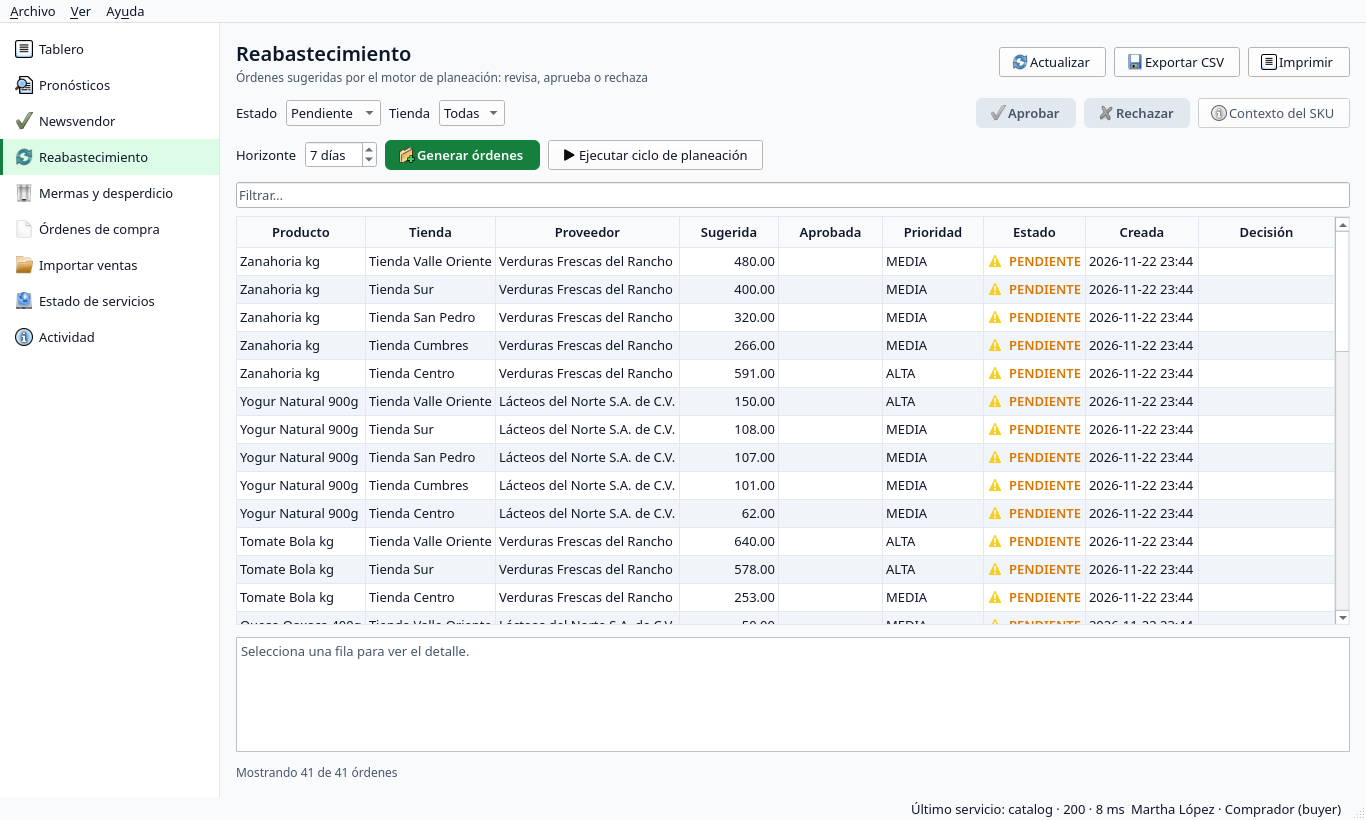 Archivo Ver Ayuda
Tablero
Pronósticos
Newsvendor
Reabastecimiento
Mermas y desperdicio
Órdenes de compra
Importar ventas
Estado de servicios
Actividad
Reabastecimiento
Órdenes sugeridas por el motor de planeación: revisa, aprueba o rechaza
Actualizar Exportar CSV Imprimir
Estado Pendiente Tienda Todas Aprobar Rechazar Contexto del SKU
Horizonte 7 días Generar órdenes Ejecutar ciclo de planeación
Filtrar...
Producto Tienda Proveedor Sugerida Aprobada Prioridad Estado Creada Decisión
Zanahoria kg Tienda Valle Oriente Verduras Frescas del Rancho 480.00 MEDIA PENDIENTE 2026-11-22 23:44
Zanahoria kg Tienda Sur Verduras Frescas del Rancho 400.00 MEDIA PENDIENTE 2026-11-22 23:44
Zanahoria kg Tienda San Pedro Verduras Frescas del Rancho 320.00 MEDIA PENDIENTE 2026-11-22 23:44
Zanahoria kg Tienda Cumbres Verduras Frescas del Rancho 266.00 MEDIA PENDIENTE 2026-11-22 23:44
Zanahoria kg Tienda Centro Verduras Frescas del Rancho 591.00 ALTA PENDIENTE 2026-11-22 23:44
Yogur Natural 900g Tienda Valle Oriente Lácteos del Norte S.A. de C.V. 150.00 ALTA PENDIENTE 2026-11-22 23:44
Yogur Natural 900g Tienda Sur Lácteos del Norte S.A. de C.V. 108.00 MEDIA PENDIENTE 2026-11-22 23:44
Yogur Natural 900g Tienda San Pedro Lácteos del Norte S.A. de C.V. 107.00 MEDIA PENDIENTE 2026-11-22 23:44
Yogur Natural 900g Tienda Cumbres Lácteos del Norte S.A. de C.V. 101.00 MEDIA PENDIENTE 2026-11-22 23:44
Yogur Natural 900g Tienda Centro Lácteos del Norte S.A. de C.V. 62.00 MEDIA PENDIENTE 2026-11-22 23:44
Tomate Bola kg Tienda Valle Oriente Verduras Frescas del Rancho 640.00 ALTA PENDIENTE 2026-11-22 23:44
Tomate Bola kg Tienda Sur Verduras Frescas del Rancho 578.00 ALTA PENDIENTE 2026-11-22 23:44
Tomate Bola kg Tienda Centro Verduras Frescas del Rancho 253.00 MEDIA PENDIENTE 2026-11-22 23:44
Tienda Valle Oriente Lácteos del Norte S.A. de C.V. MEDIA PENDIENTE 2026-11-22 23:44
Selecciona una fila para ver el detalle.
Mostrando 41 de 41 órdenes
Último servicio: catalog · 200 · 8 ms Martha López · Comprador (buyer)